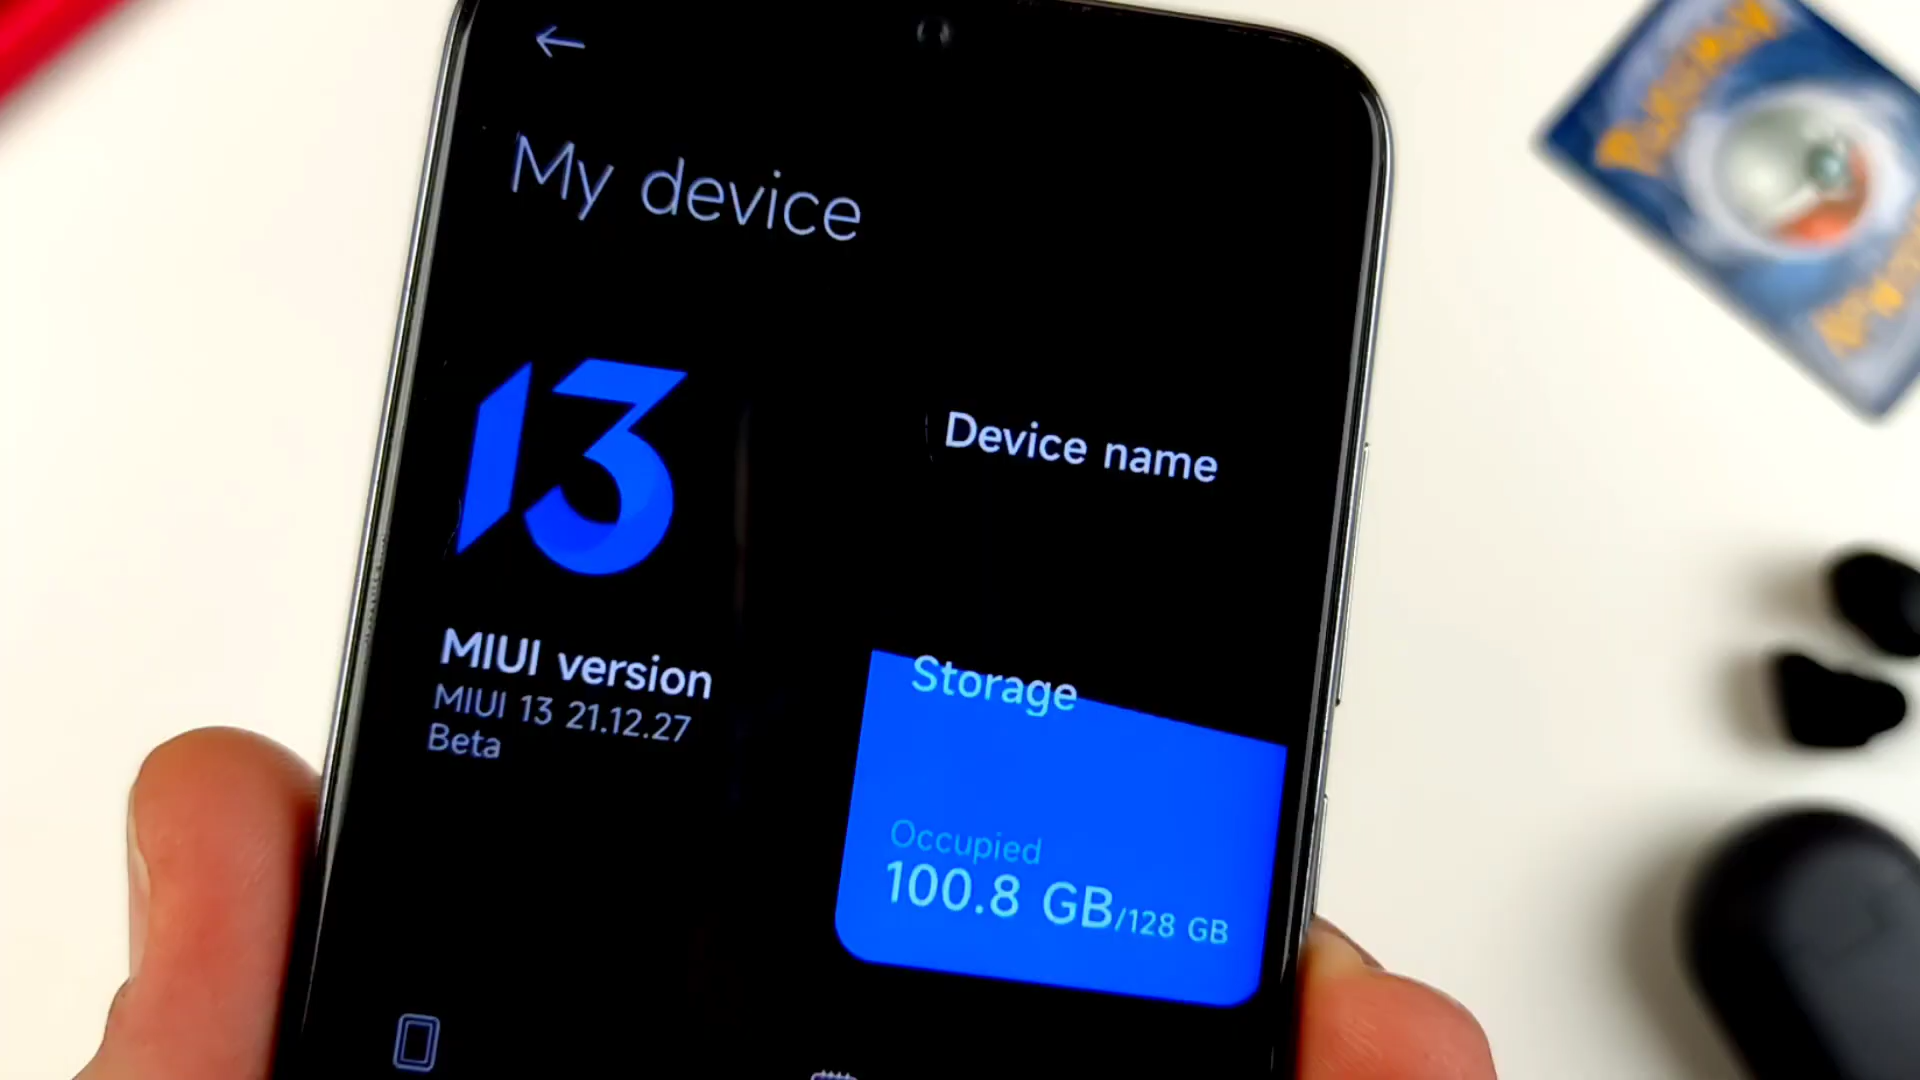 My device
13
Device name
MIUI version
MIUI 13 21.12.27
Beta
Storage
Occupied
100.8 GB/128 GB